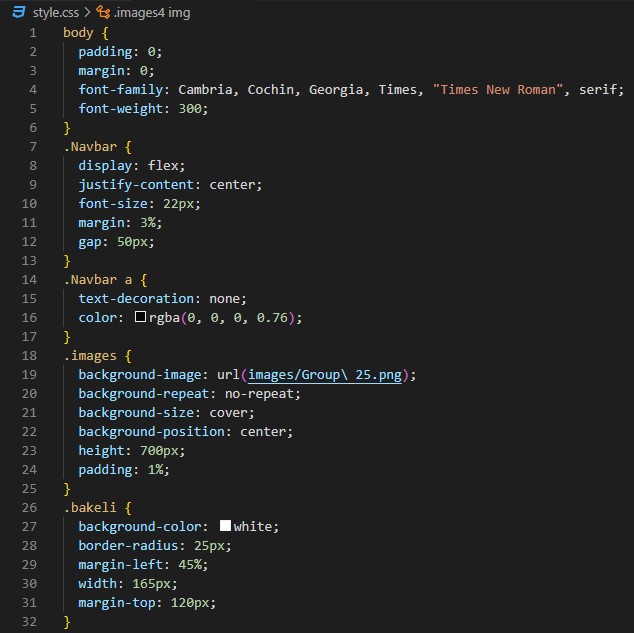 style.css > .images4 img
1 body {
2 padding: 0;
3 margin: 0;
4 font-family: Cambria, Cochin, Georgia, Times, "Times New Roman", serif;
5 font-weight: 300;
6 }
7 .Navbar {
8 display: flex;
9 justify-content: center;
10 font-size: 22px;
11 margin: 3%;
12 gap: 50px;
13 }
14 .Navbar a {
15 text-decoration: none;
16 color: rgba(0, 0, 0, 0.76);
17 }
18 .images {
19 background-image: url(images/Group\ 25.png);
20 background-repeat: no-repeat;
21 background-size: cover;
22 background-position: center;
23 height: 700px;
24 padding: 1%;
25 }
26 .bakeli {
27 background-color: white;
28 border-radius: 25px;
29 margin-left: 45%;
30 width: 165px;
31 margin-top: 120px;
32 }